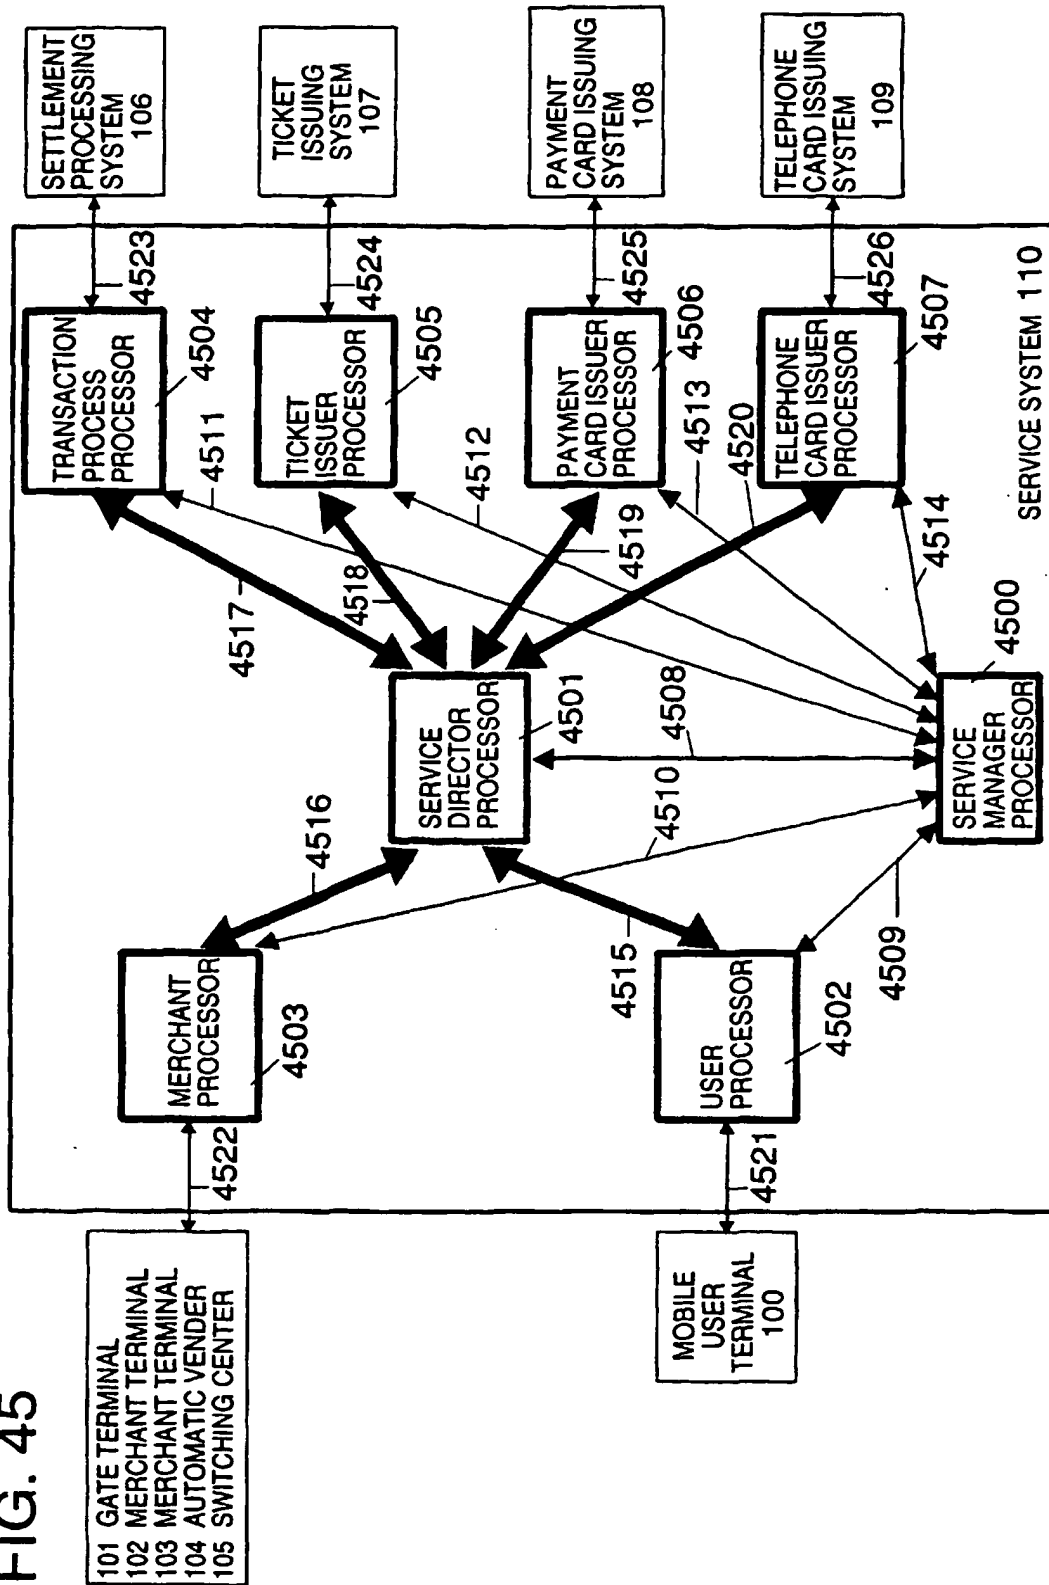 FIG. 45
101 GATE TERMINAL
102 MERCHANT TERMINAL
103 MERCHANT TERMINAL
104 AUTOMATIC VENDER
105 SWITCHING CENTER
MOBILE
USER
TERMINAL
100
4522
4521
MERCHANT
PROCESSOR
4503
USER
PROCESSOR
4502
4516
4515
4509
SERVICE
DIRECTOR
PROCESSOR
4501
4510
4508
SERVICE
MANAGER
PROCESSOR
4500
4517
4518
4519
4520
4511
4512
4513
4514
TRANSACTION
PROCESS
PROCESSOR
4504
TICKET
ISSUER
PROCESSOR
4505
PAYMENT
CARD ISSUER
PROCESSOR
4506
TELEPHONE
CARD ISSUER
PROCESSOR
4507
4523
4524
4525
4526
SERVICE SYSTEM 110
SETTLEMENT
PROCESSING
SYSTEM
106
TICKET
ISSUING
SYSTEM
107
PAYMENT
CARD ISSUING
SYSTEM
108
TELEPHONE
CARD ISSUING
SYSTEM
109